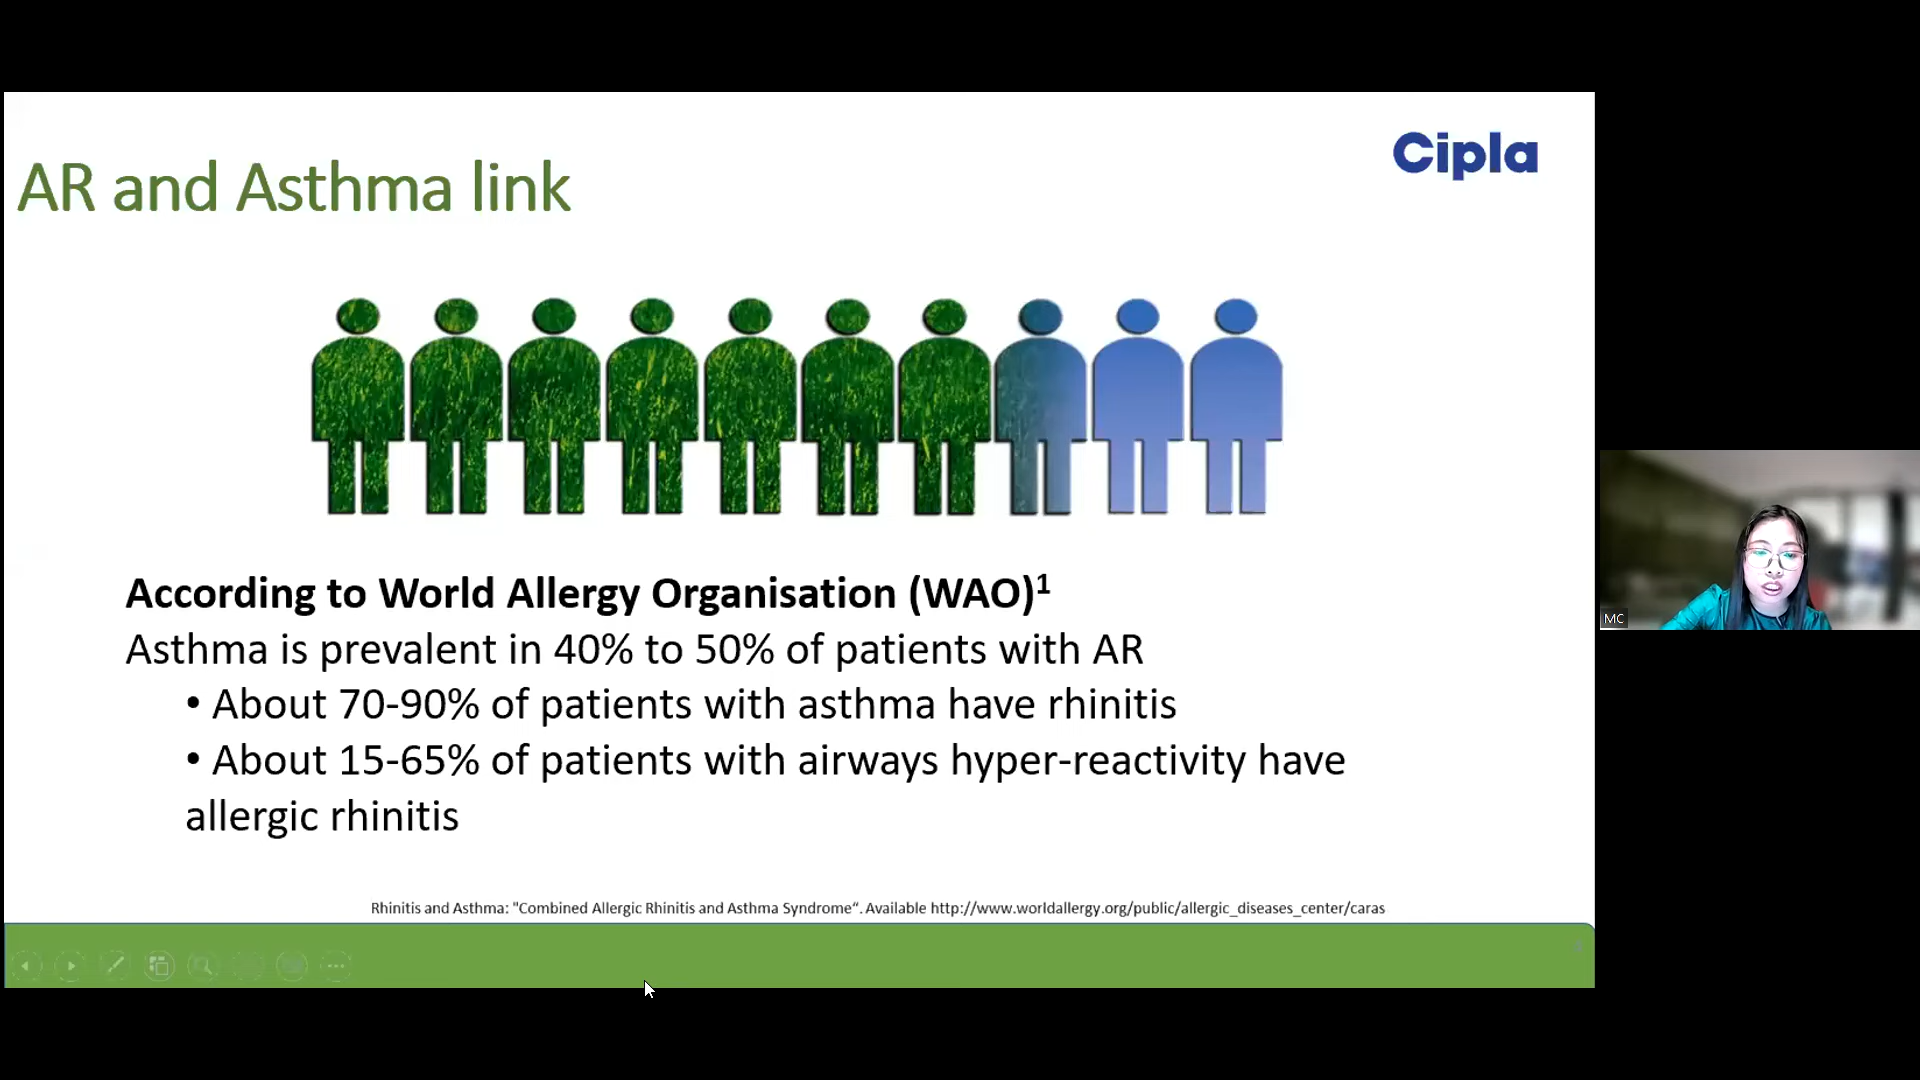 Cipla
AR and Asthma link
According to World Allergy Organisation (WAO)¹
Asthma is prevalent in 40% to 50% of patients with AR
• About 70-90% of patients with asthma have rhinitis
• About 15-65% of patients with airways hyper-reactivity have
allergic rhinitis
Rhinitis and Asthma: "Combined Allergic Rhinitis and Asthma Syndrome“. Available http://www.worldallergy.org/public/allergic_diseases_center/caras
MC